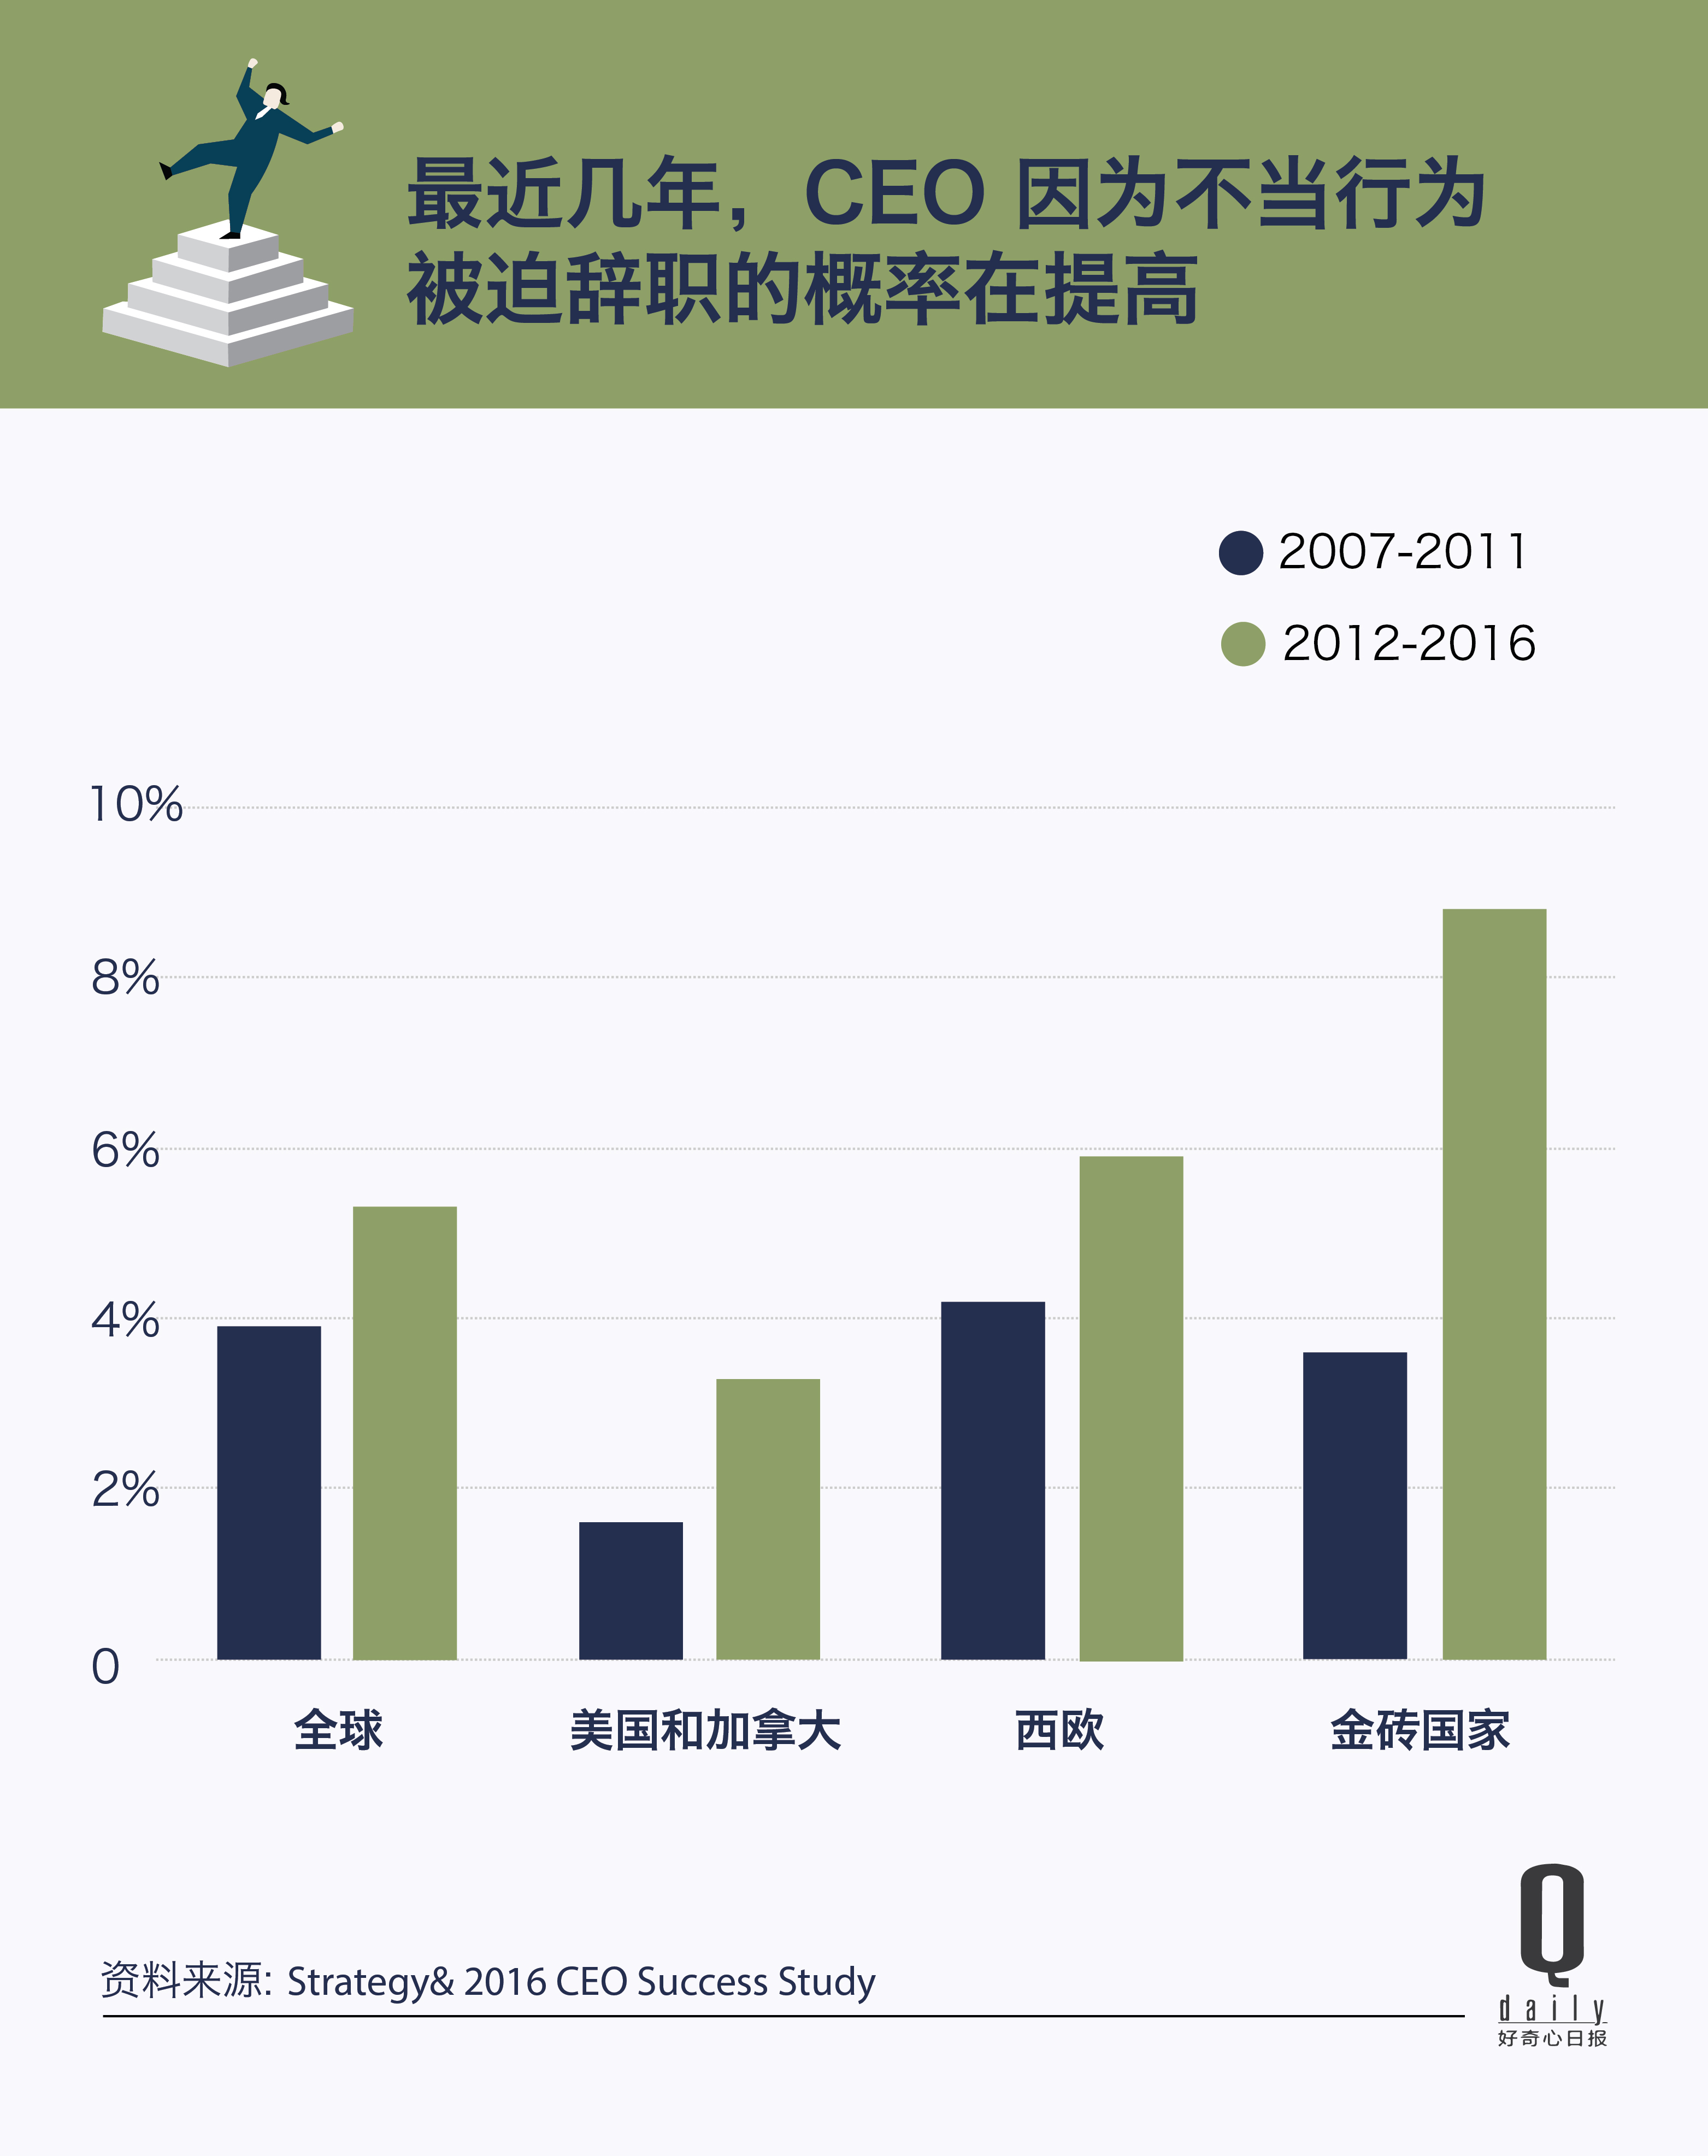 最近几年，CEO 因为不当行为
被迫辞职的概率在提高
2007-2011
2012-2016
10%
8%
6%
4%
2%
0
全球
美国和加拿大
西欧
金砖国家
资料来源: Strategy& 2016 CEO Success Study
Q
daily
好奇心日报